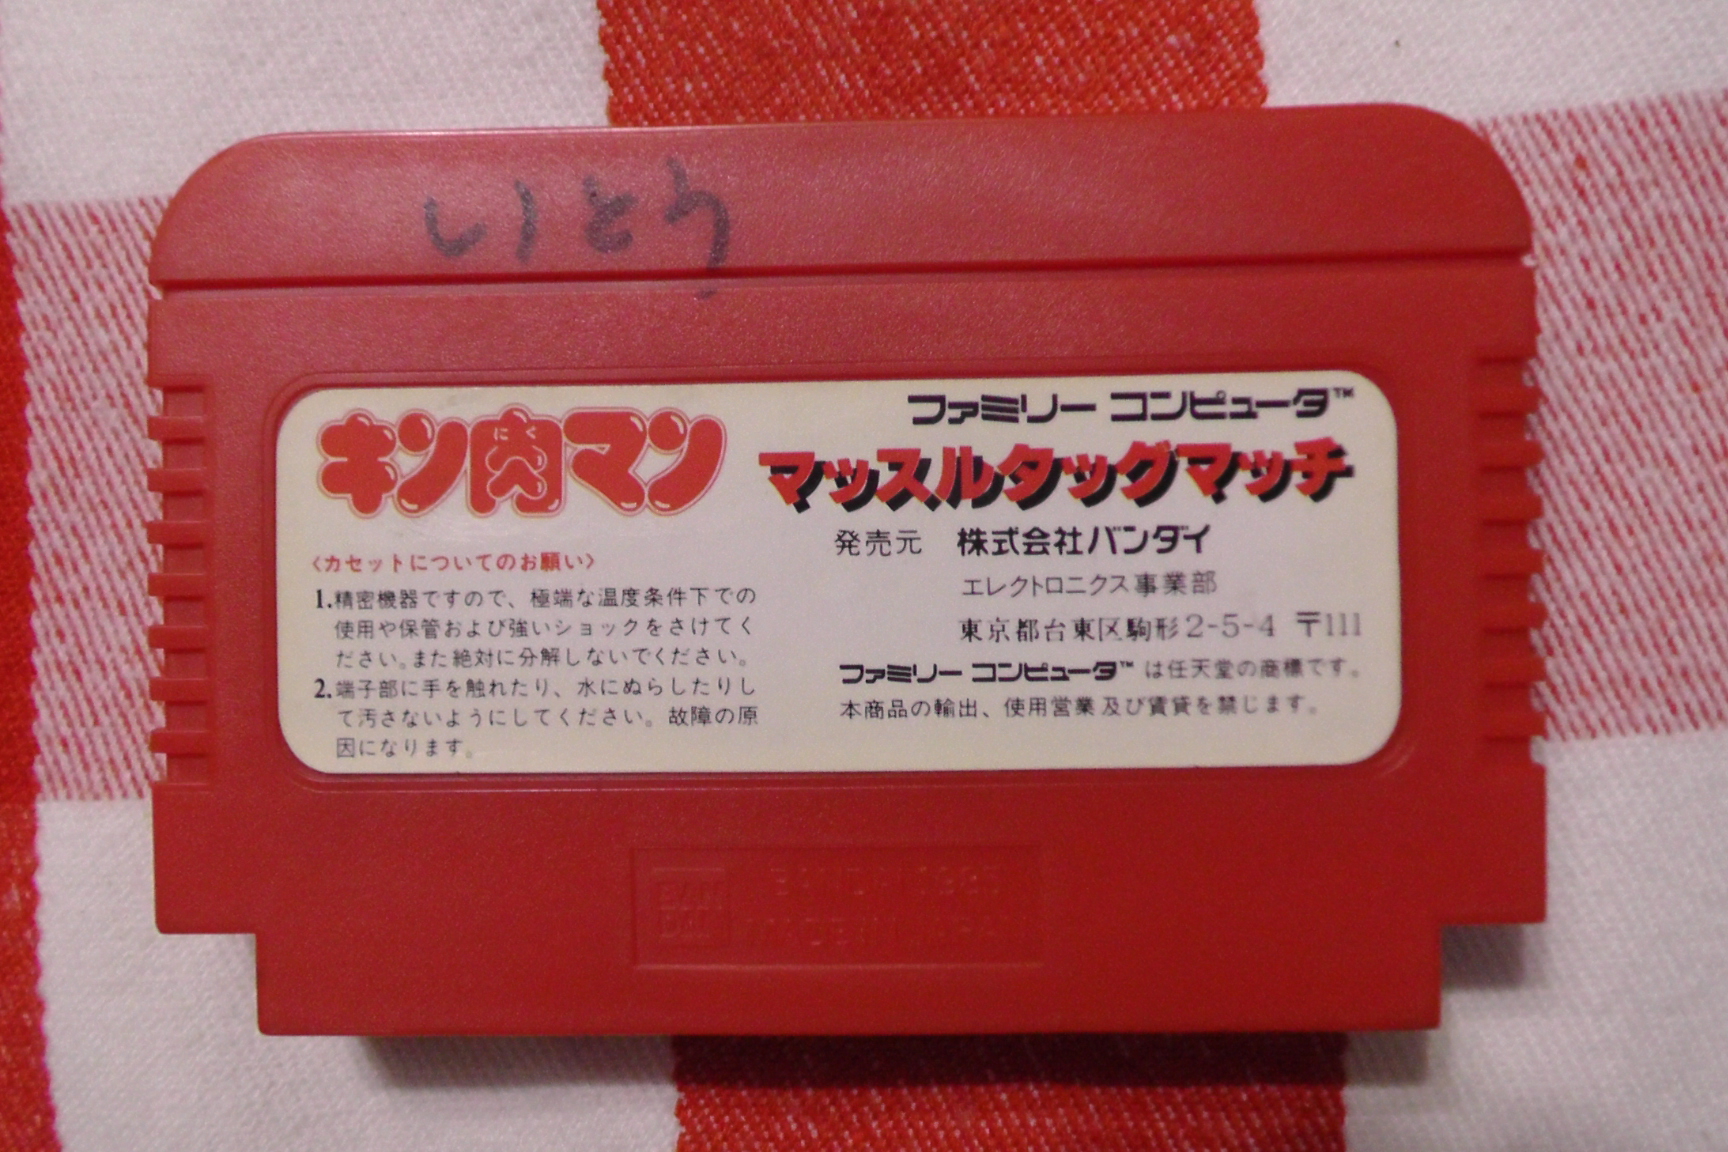 いとう
キン肉マン
にく
ファミリー コンピュータ™
マッスルタッグマッチ
発売元 株式会社バンダイ
エレクトロニクス事業部
東京都台東区駒形2-5-4 〒111
ファミリー コンピュータ™ は任天堂の商標です。
本商品の輸出、使用営業及び賃貸を禁じます。
〈カセットについてのお願い〉
1.精密機器ですので、極端な温度条件下での
使用や保管および強いショックをさけてく
ださい。また絶対に分解しないでください。
2.端子部に手を触れたり、水にぬらしたりし
て汚さないようにしてください。故障の原
因になります。
BAN
DAI
BANDAI 1985
MADE IN JAPAN